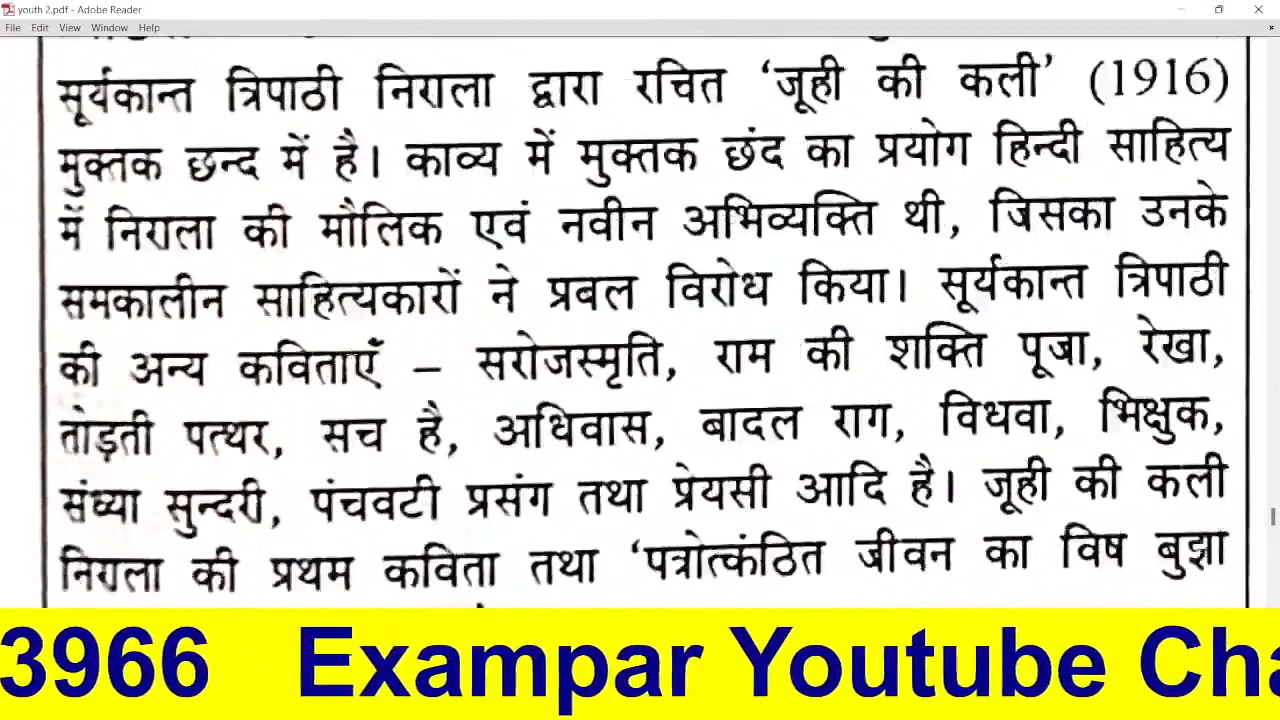 youth 2.pdf - Adobe Reader
File Edit View Window Help
सूर्यकान्त त्रिपाठी निराला द्वारा रचित ‘जूही की कली’ (1916)
मुक्तक छन्द में है। काव्य में मुक्तक छंद का प्रयोग हिन्दी साहित्य
में निराला की मौलिक एवं नवीन अभिव्यक्ति थी, जिसका उनके
समकालीन साहित्यकारों ने प्रबल विरोध किया। सूर्यकान्त त्रिपाठी
की अन्य कविताएँ – सरोजस्मृति, राम की शक्ति पूजा, रेखा,
तोड़ती पत्थर, सच है, अधिवास, बादल राग, विधवा, भिक्षुक,
संध्या सुन्दरी, पंचवटी प्रसंग तथा प्रेयसी आदि है। जूही की कली
निराला की प्रथम कविता तथा ‘पत्रोत्कंठित जीवन का विष बुझा
3966 Exampar Youtube Cha